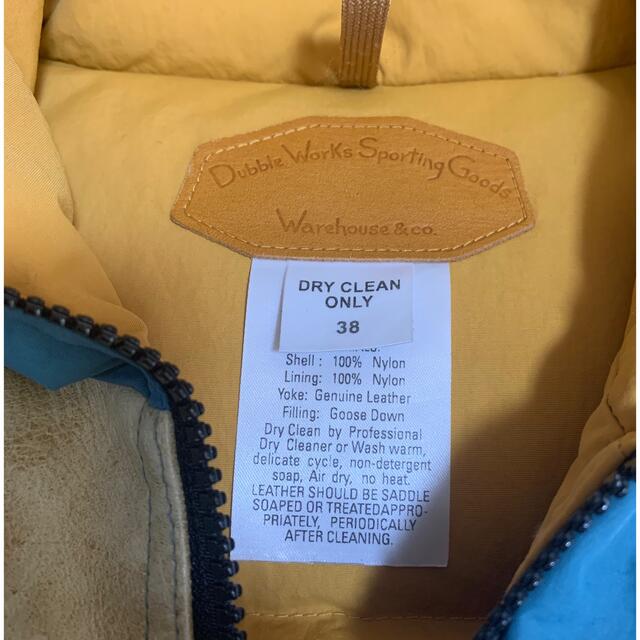 Dubble Works Sporting Goods
Warehouse & co.
DRY CLEAN
ONLY
38
Shell : 100% Nylon
Lining: 100% Nylon
Yoke: Genuine Leather
Filling: Goose Down
Dry Clean by Professional
Dry Cleaner or Wash warm,
delicate cycle, non-detergent
soap, Air dry, no heat.
LEATHER SHOULD BE SADDLE
SOAPED OR TREATEDAPPRO-
PRIATELY, PERIODICALLY
AFTER CLEANING.